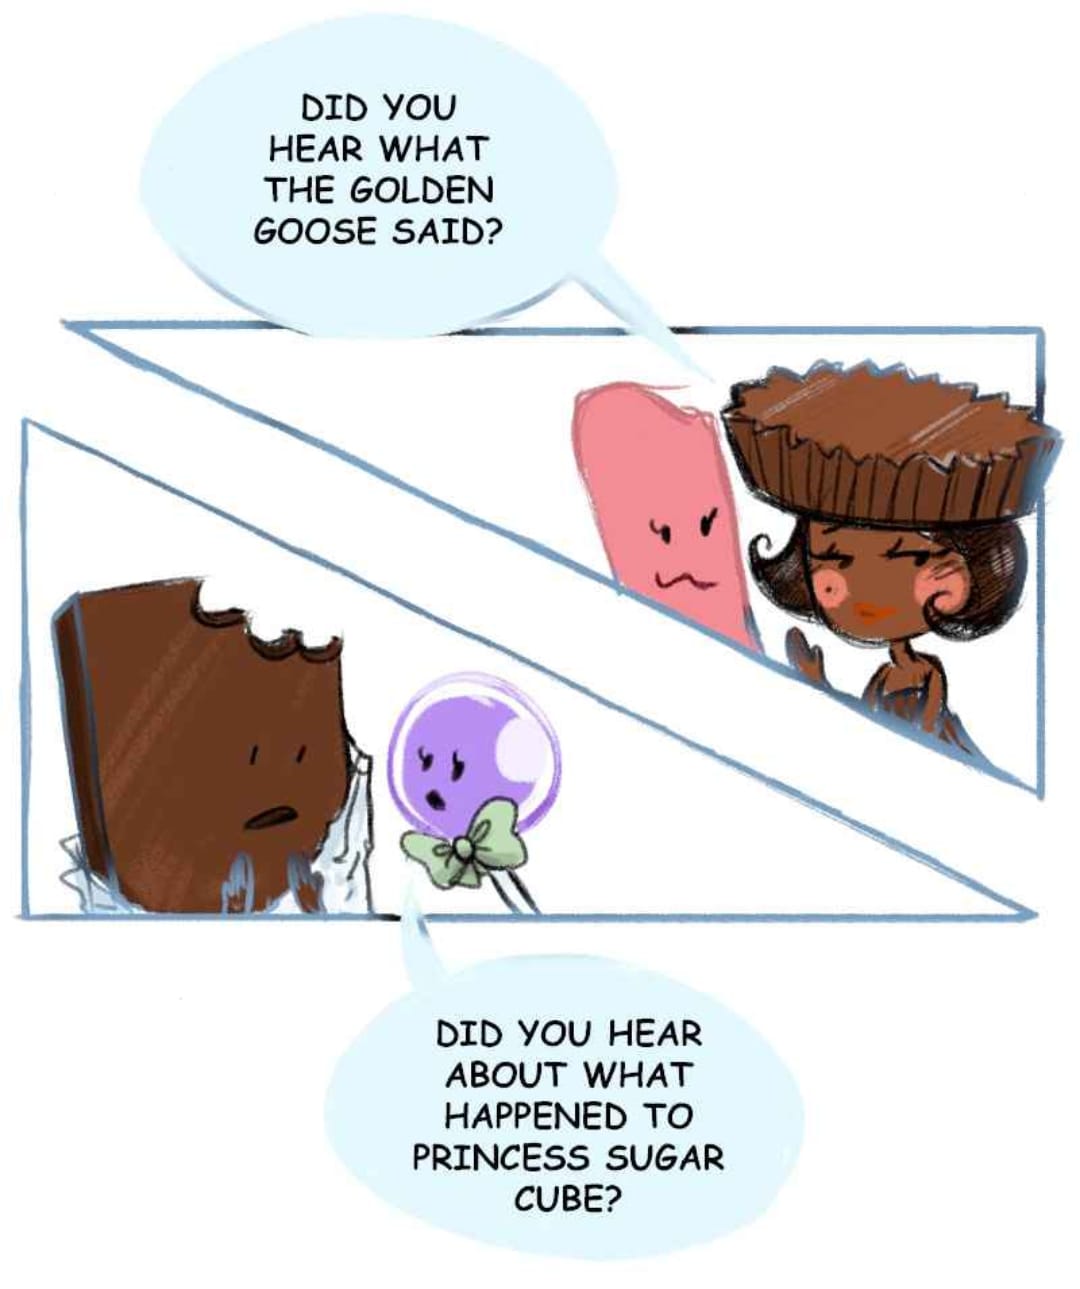 DID YOU
HEAR WHAT
THE GOLDEN
GOOSE SAID?
DID YOU HEAR
ABOUT WHAT
HAPPENED TO
PRINCESS SUGAR
CUBE?